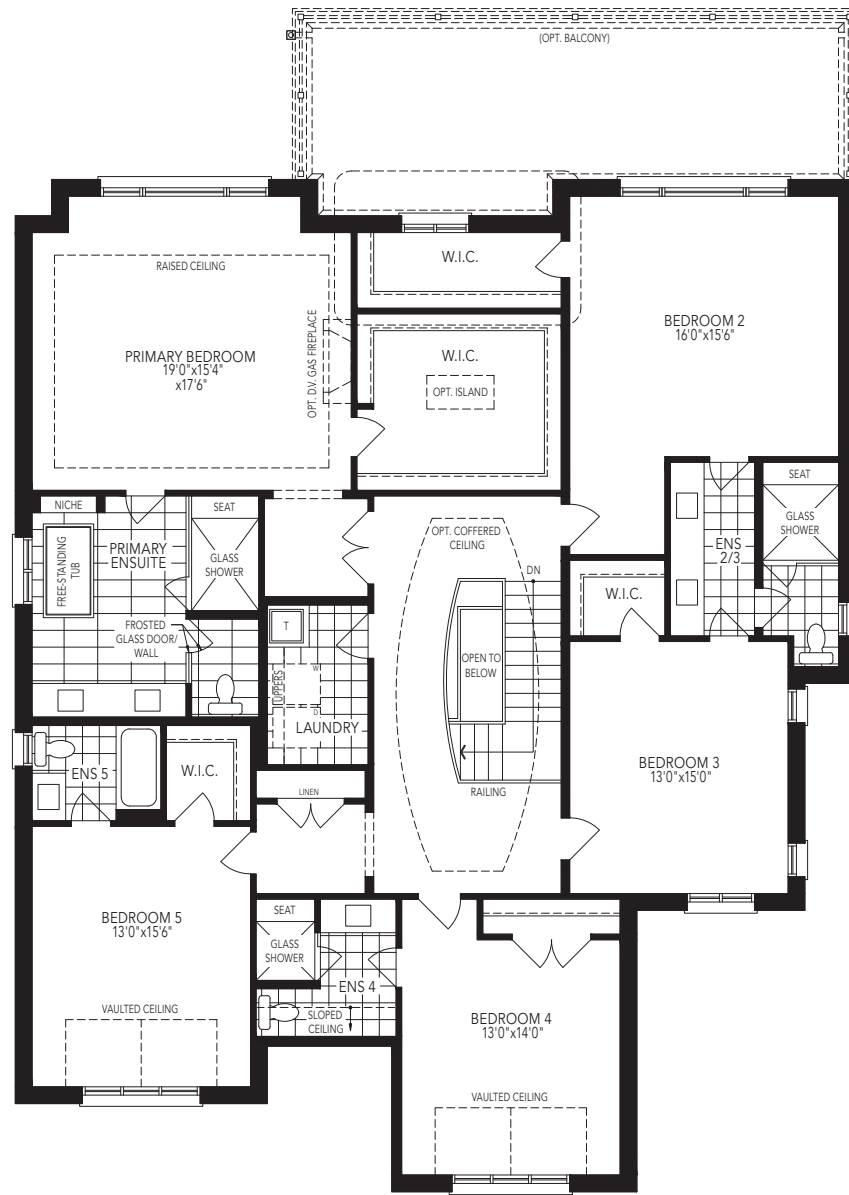 (OPT. BALCONY)
RAISED CEILING
PRIMARY BEDROOM
19'0"x15'4"
x17'6"
OPT. D.V. GAS FIREPLACE
W.I.C.
W.I.C.
OPT. ISLAND
BEDROOM 2
16'0"x15'6"
NICHE
FREE-STANDING
TUB
PRIMARY
ENSUITE
SEAT
GLASS
SHOWER
FROSTED
GLASS DOOR/
WALL
OPT. COFFERED
CEILING
DN
OPEN TO
BELOW
RAILING
ENS
2/3
SEAT
GLASS
SHOWER
W.I.C.
T
UPPERS
W
D
LAUNDRY
BEDROOM 3
13'0"x15'0"
ENS 5
W.I.C.
LINEN
BEDROOM 5
13'0"x15'6"
VAULTED CEILING
SEAT
GLASS
SHOWER
ENS 4
SLOPED
CEILING
BEDROOM 4
13'0"x14'0"
VAULTED CEILING